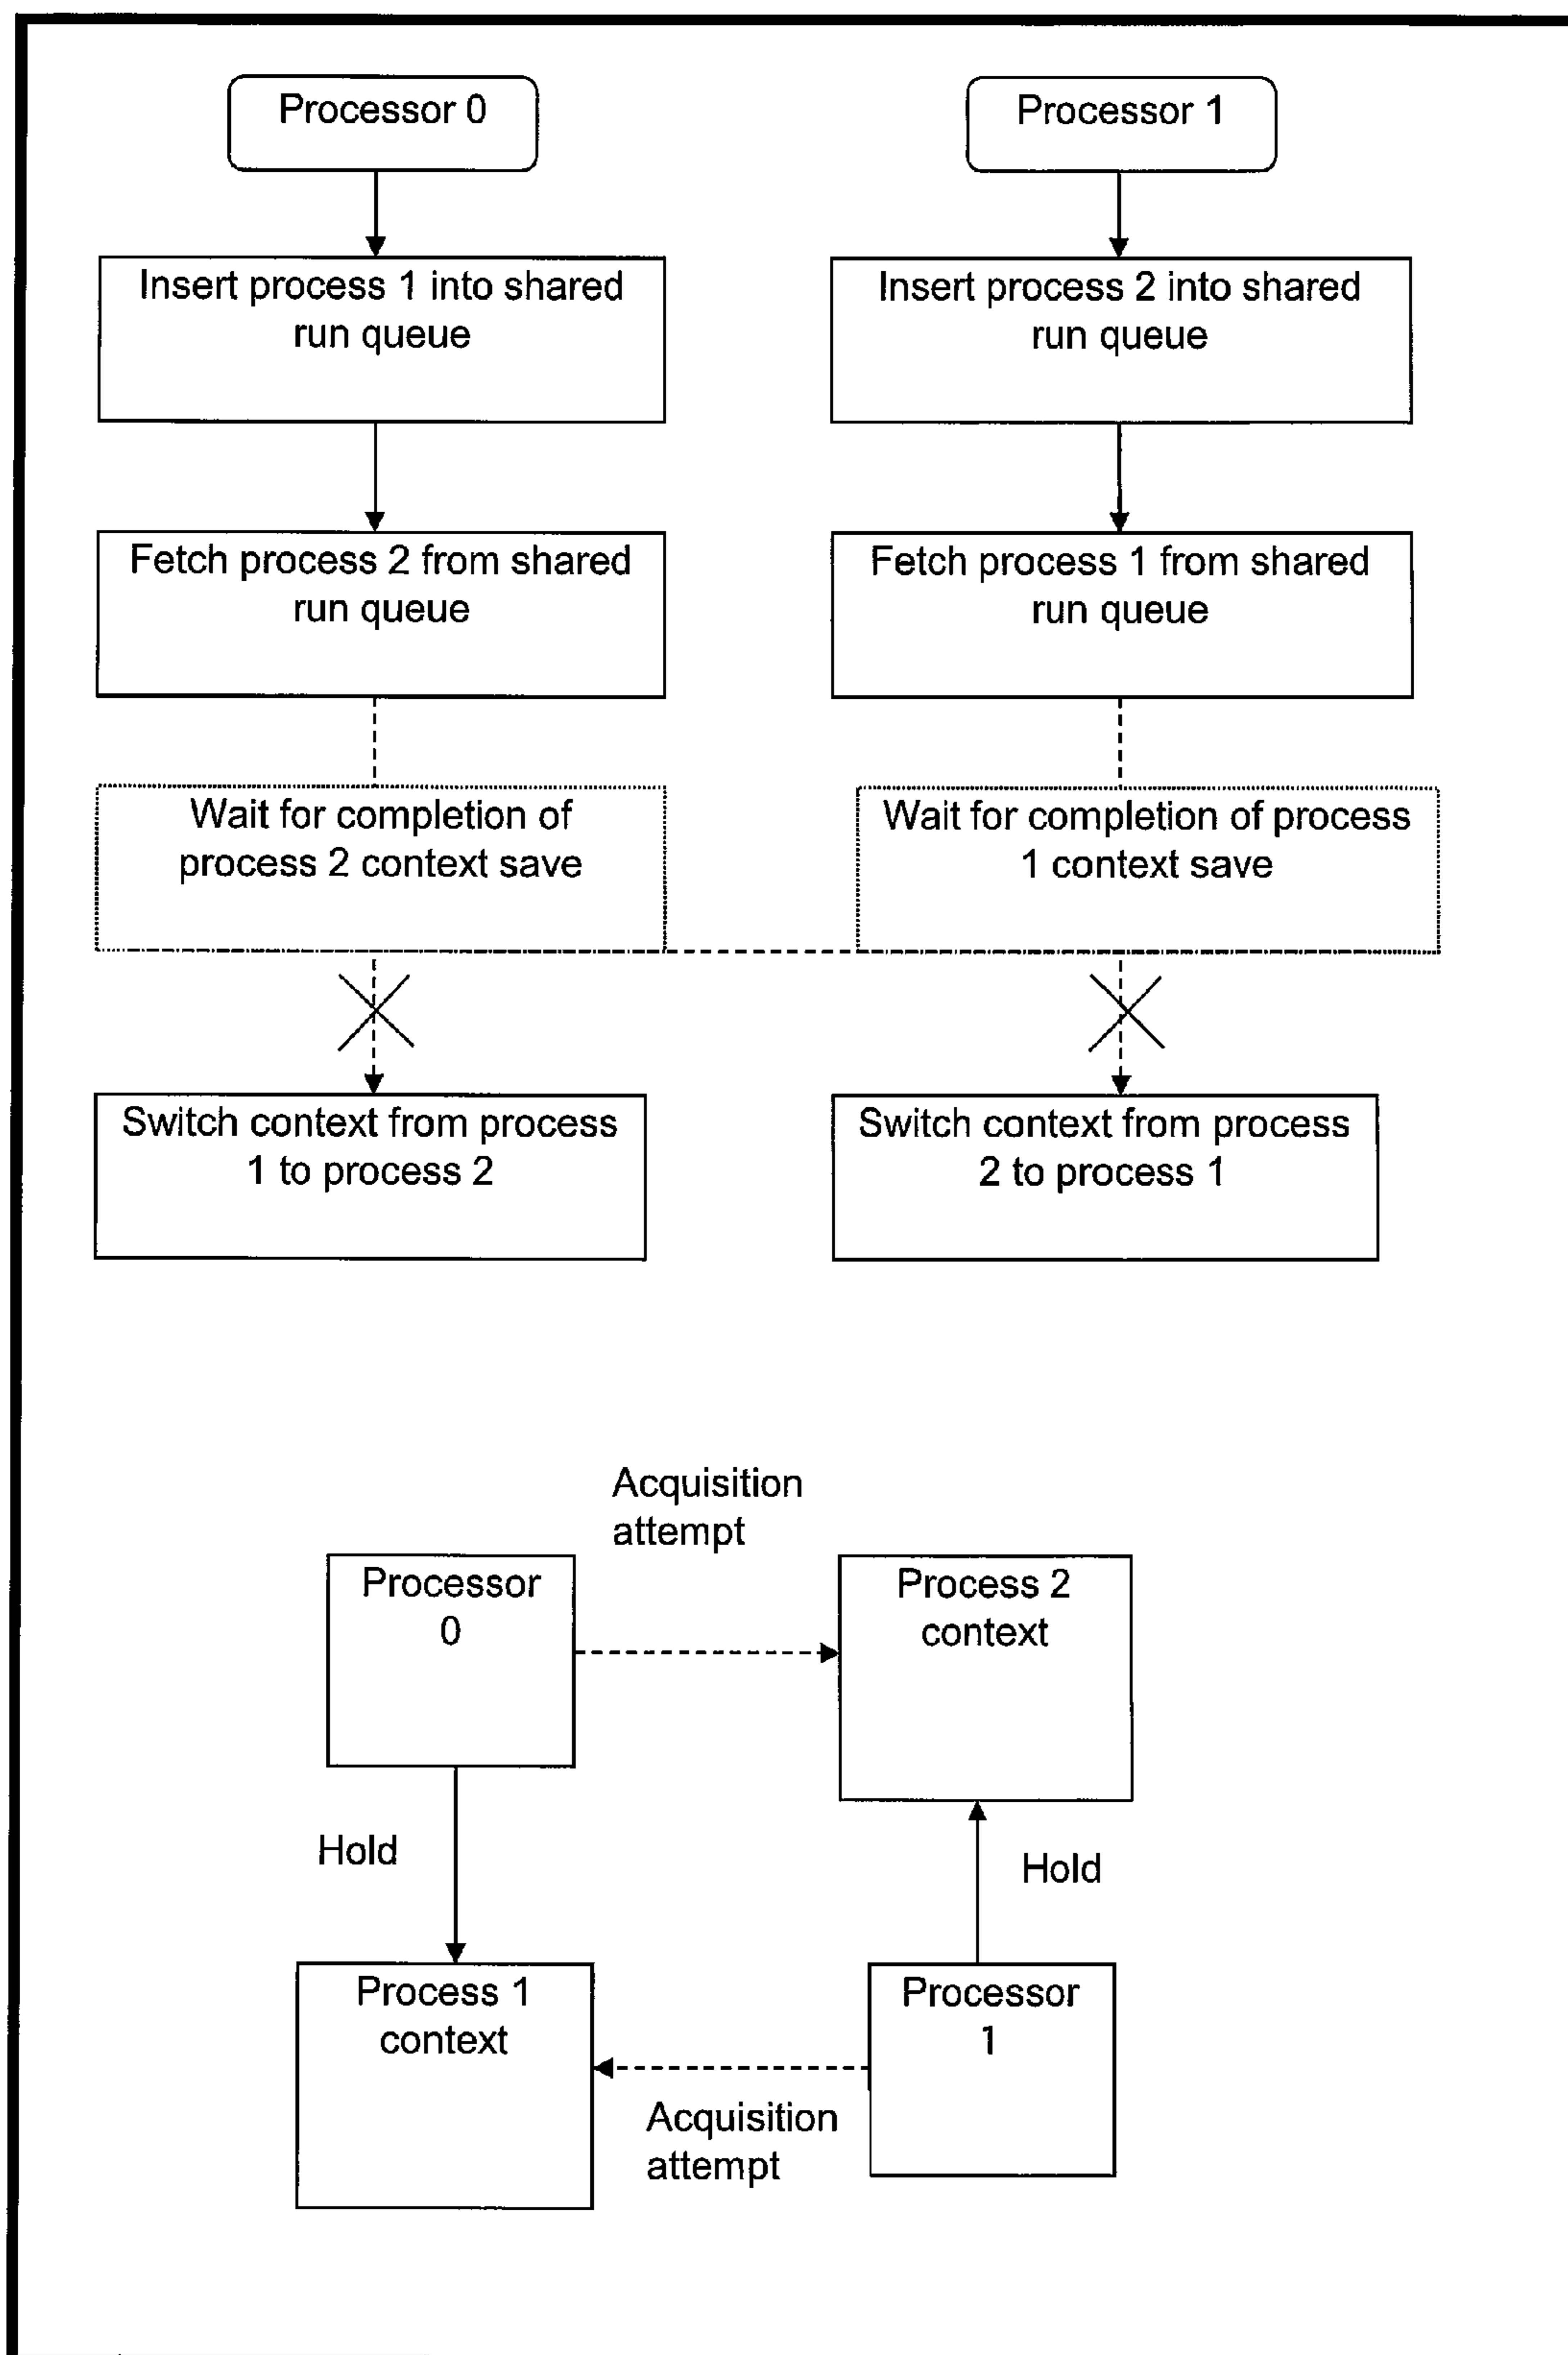 Processor 0
Processor 1
Insert process 1 into shared
run queue
Insert process 2 into shared
run queue
Fetch process 2 from shared
run queue
Fetch process 1 from shared
run queue
Wait for completion of
process 2 context save
Wait for completion of process
1 context save
Switch context from process
1 to process 2
Switch context from process
2 to process 1
Acquisition
attempt
Processor
0
Process 2
context
Hold
Hold
Process 1
context
Processor
1
Acquisition
attempt